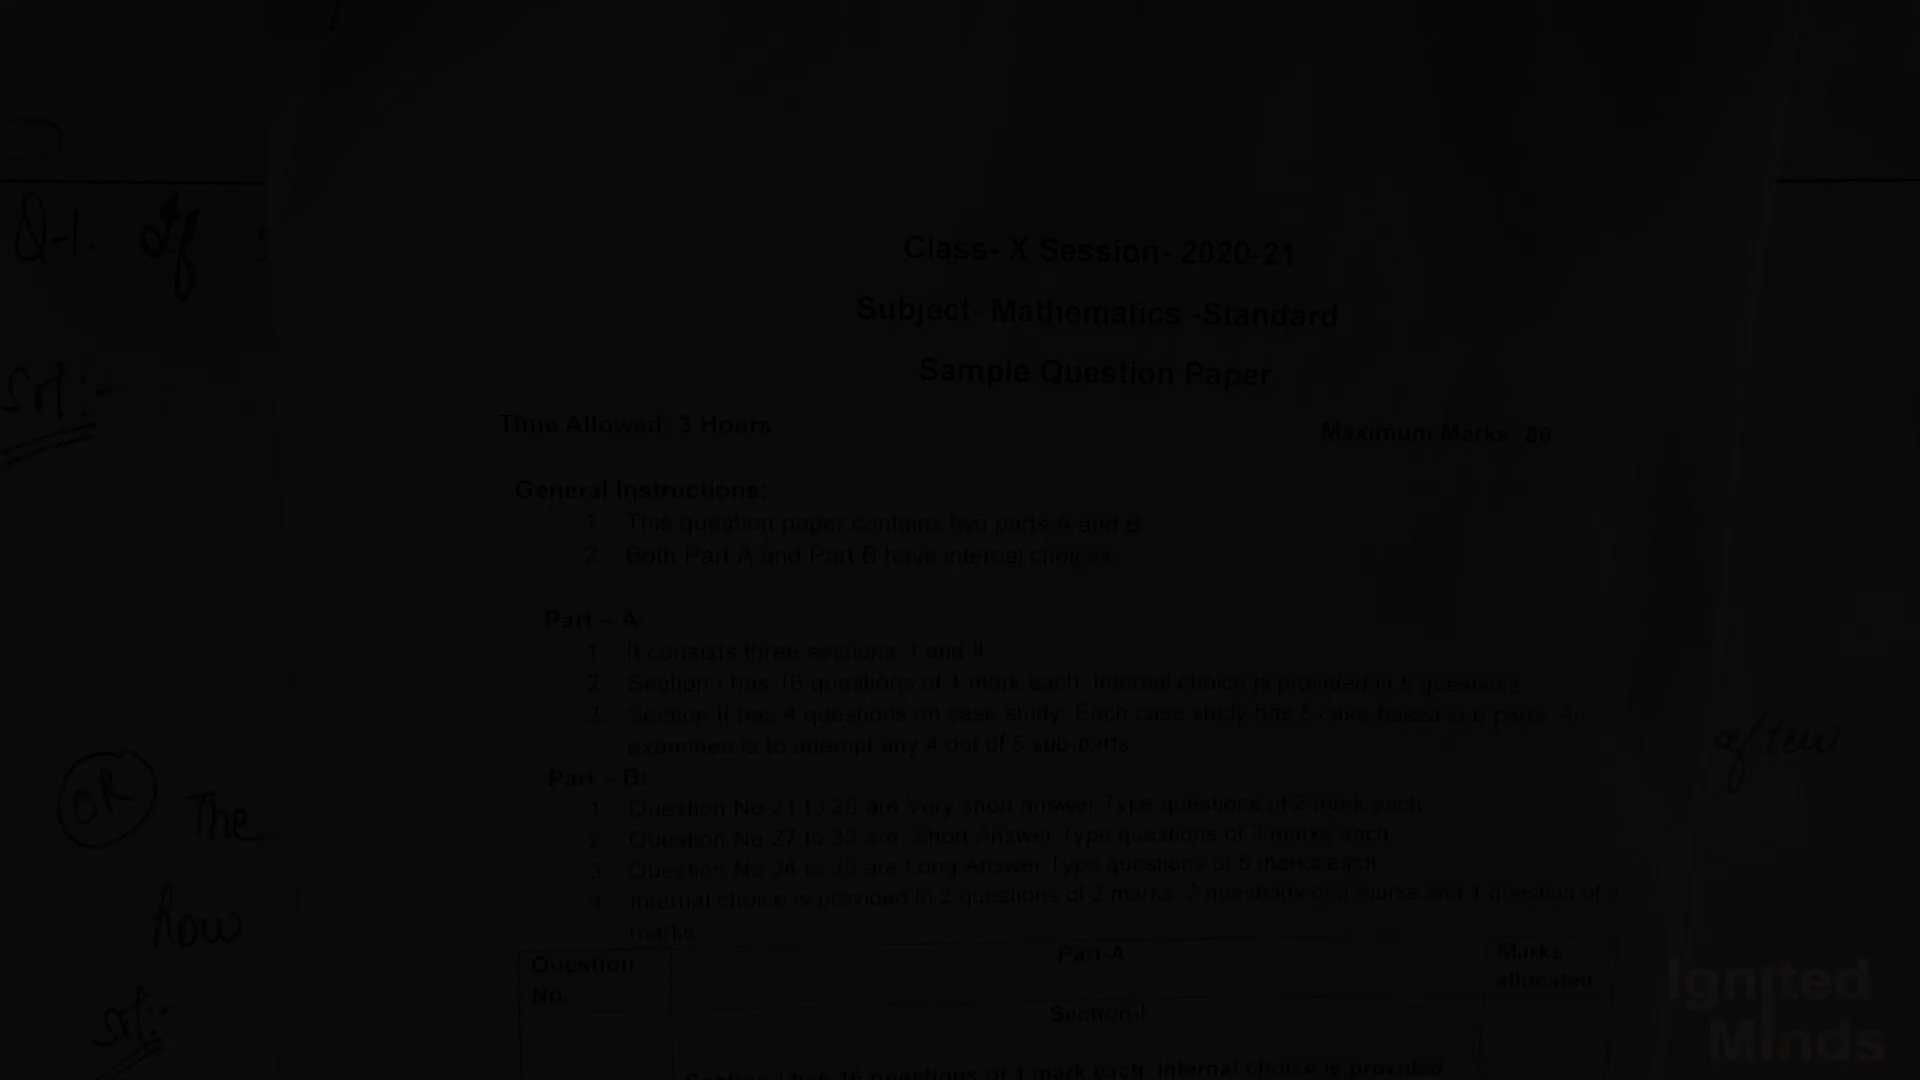 Q-1. If
Sol:-
Class- X Session- 2020-21
Subject- Mathematics -Standard
Sample Question Paper
Time Allowed: 3 Hours
Maximum Marks: 80
General Instructions:
1. This question paper contains two parts A and B
2. Both Part A and Part B have internal choices.
Part – A:
1. It consists three sections- I and II
2. Section I has 16 questions of 1 mark each. Internal choice is provided in 5 questions.
3. Section II has 4 questions on case study. Each case study has 5 case-based sub-parts. An
examinee is to attempt any 4 out of 5 sub-parts
Part – B:
1. Question No 21 to 26 are Very short answer Type questions of 2 mark each,
2. Question No 27 to 33 are Short Answer Type questions of 3 marks each
3. Question No 34 to 36 are Long Answer Type questions of 5 marks each.
4. Internal choice is provided in 2 questions of 2 marks, 2 questions of 3 marks and 1 question of 5
marks
OR The
how
Sol:-
Question
No.
Part-A
Marks
allocated
Section-I
Section I has 16 questions of 1 mark each. Internal choice is provided
Ignited
Minds